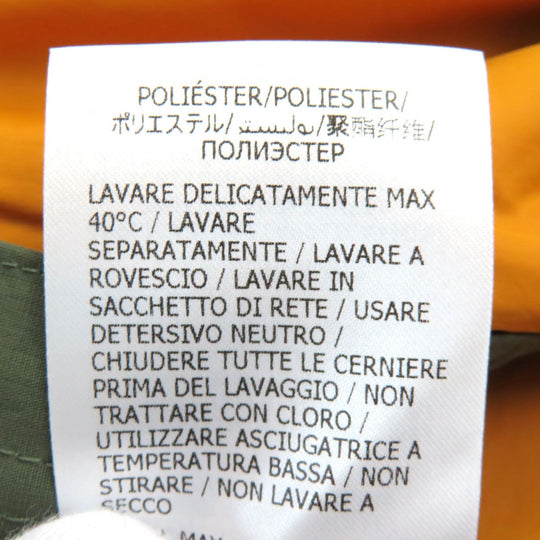 POLIÉSTER/POLIESTER/
ポリエステル/بوليستر/聚酯纤维/
ПОЛИЭСТЕР
LAVARE DELICATAMENTE MAX
40°C / LAVARE
SEPARATAMENTE / LAVARE A
ROVESCIO / LAVARE IN
SACCHETTO DI RETE / USARE
DETERSIVO NEUTRO /
CHIUDERE TUTTE LE CERNIERE
PRIMA DEL LAVAGGIO / NON
TRATTARE CON CLORO /
UTILIZZARE ASCIUGATRICE A
TEMPERATURA BASSA / NON
STIRARE / NON LAVARE A
SECCO
MAX